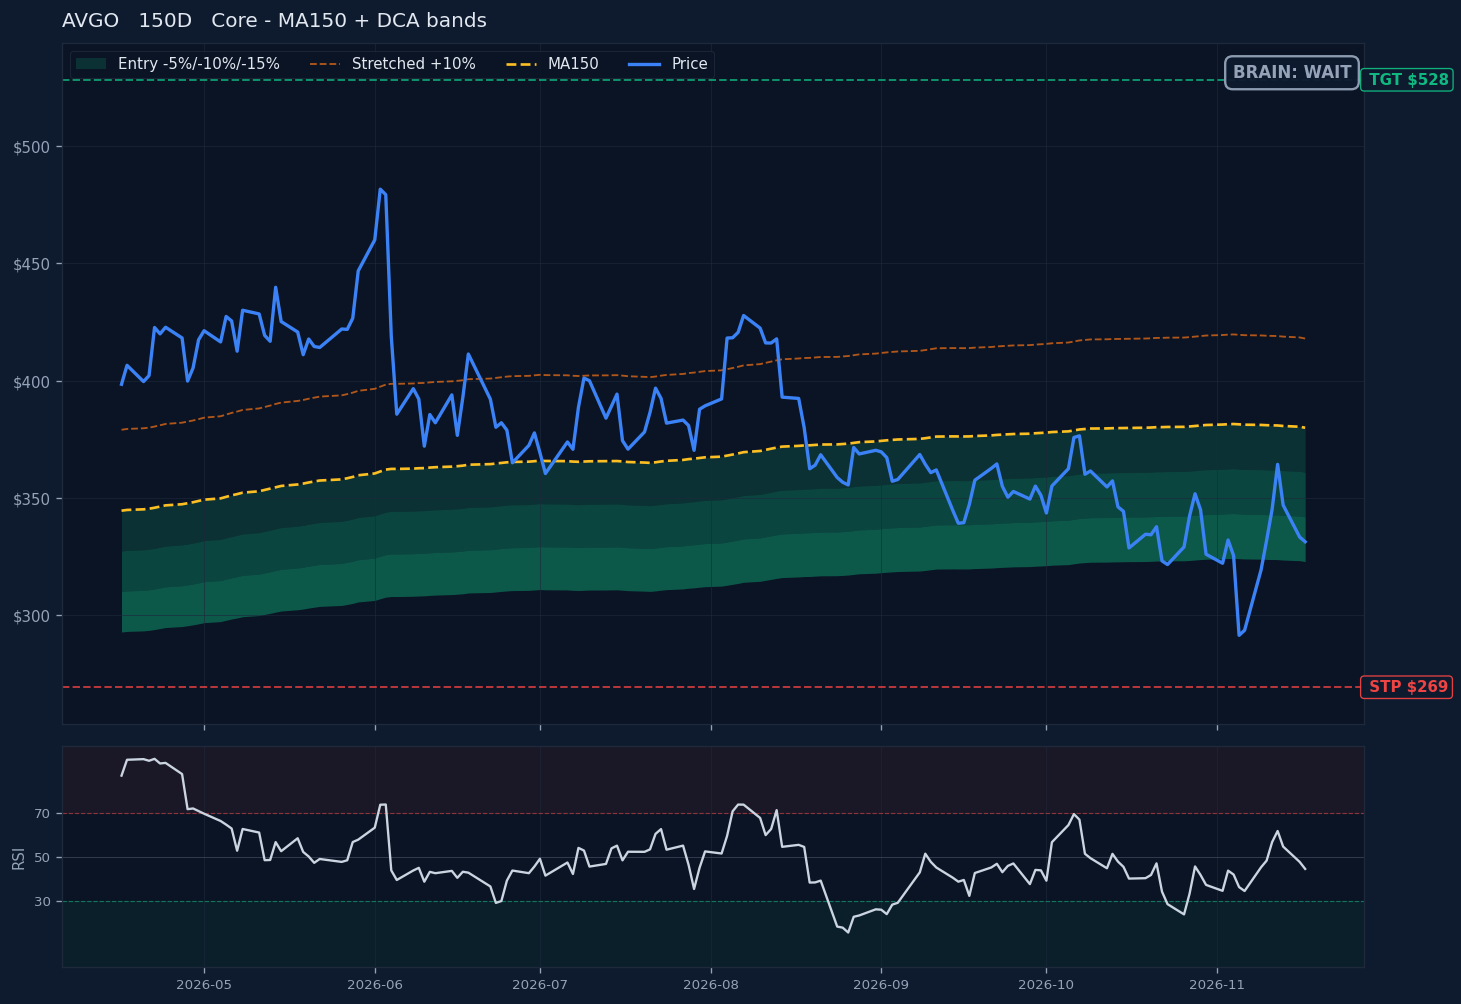 AVGO   150D   Core - MA150 + DCA bands
Entry -5%/-10%/-15%   Stretched +10%   MA150   Price
BRAIN: WAIT
TGT $528
$500
$450
$400
$350
$300
STP $269
RSI
70
50
30
2026-05   2026-06   2026-07   2026-08   2026-09   2026-10   2026-11